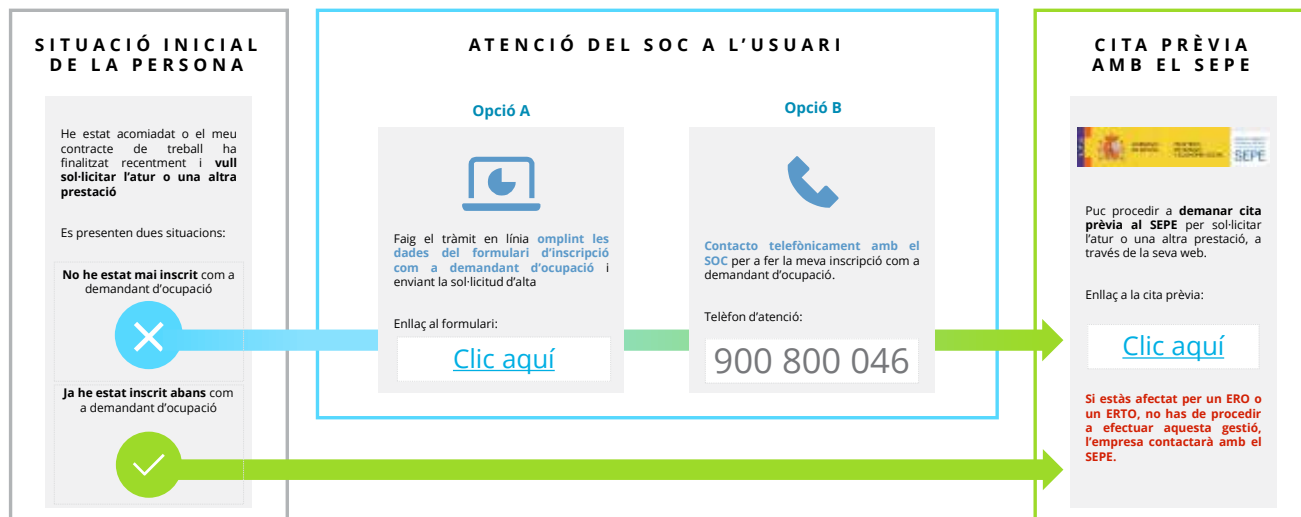 SITUACIÓ INICIAL
DE LA PERSONA
He estat acomiadat o el meu
contracte de treball ha
finalitzat recentment i vull
sol·licitar l’atur o una altra
prestació
Es presenten dues situacions:
No he estat mai inscrit com a
demandant d’ocupació
Ja he estat inscrit abans com
a demandant d’ocupació
ATENCIÓ DEL SOC A L’USUARI
Opció A
Faig el tràmit en línia omplint les
dades del formulari d’inscripció
com a demandant d’ocupació i
enviant la sol·licitud d’alta
Enllaç al formulari:
Clic aquí
Opció B
Contacto telefònicament amb el
SOC per a fer la meva inscripció com a
demandant d’ocupació.
Telèfon d’atenció:
900 800 046
CITA PRÈVIA
AMB EL SEPE
SEPE
Puc procedir a demanar cita
prèvia al SEPE per sol·licitar
l’atur o una altra prestació, a
través de la seva web.
Enllaç a la cita prèvia:
Clic aquí
Si estàs afectat per un ERO o
un ERTO, no has de procedir
a efectuar aquesta gestió,
l’empresa contactarà amb el
SEPE.